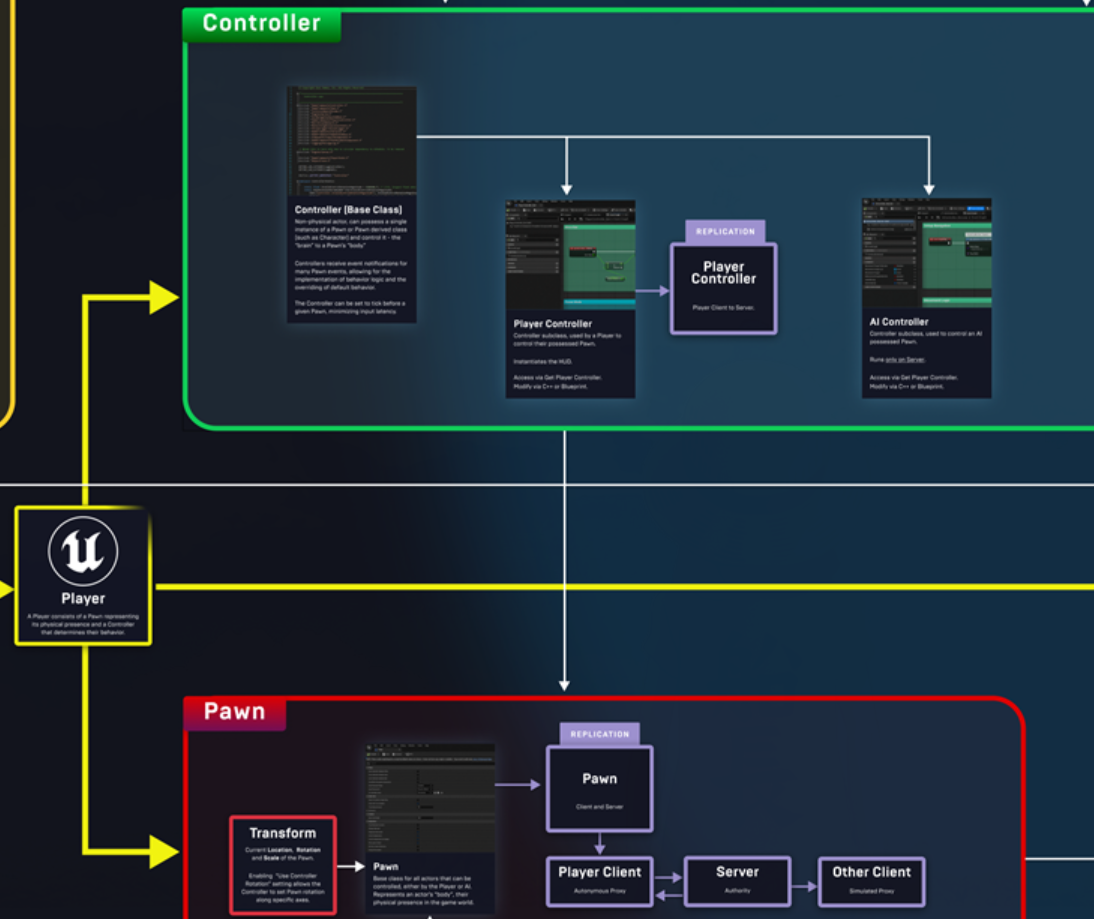 Controller
Controller (Base Class)
Non-physical actor, can possess a single
instance of a Pawn or Pawn derived class
(such as Character) and control it - the
"brain" to a Pawn's "body"
Controllers receive event notifications for
many Pawn events, allowing for the
implementation of behavior logic and the
overriding of default behavior.
The Controller can be set to tick before a
given Pawn, minimizing input latency.
Player Controller
Controller subclass, used by a Player to
control their possessed Pawn.
Instantiates the HUD.
Access via Get Player Controller.
Modify via C++ or Blueprint.
REPLICATION
Player
Controller
Player Client to Server.
AI Controller
Controller subclass, used to control an AI
possessed Pawn.
Runs only on Server.
Access via Get Player Controller.
Modify via C++ or Blueprint.
Player
A Player consists of a Pawn representing
its physical presence and a Controller
that determines their behavior.
Pawn
Transform
Current Location, Rotation
and Scale of the Pawn.
Enabling "Use Controller
Rotation" setting allows the
Controller to set Pawn rotation
along specific axes.
Pawn
Base class for all actors that can be
controlled, either by the Player or AI.
Represents an actor's "body", their
physical presence in the game world.
REPLICATION
Pawn
Client and Server
Player Client
Autonomous Proxy
Server
Authority
Other Client
Simulated Proxy